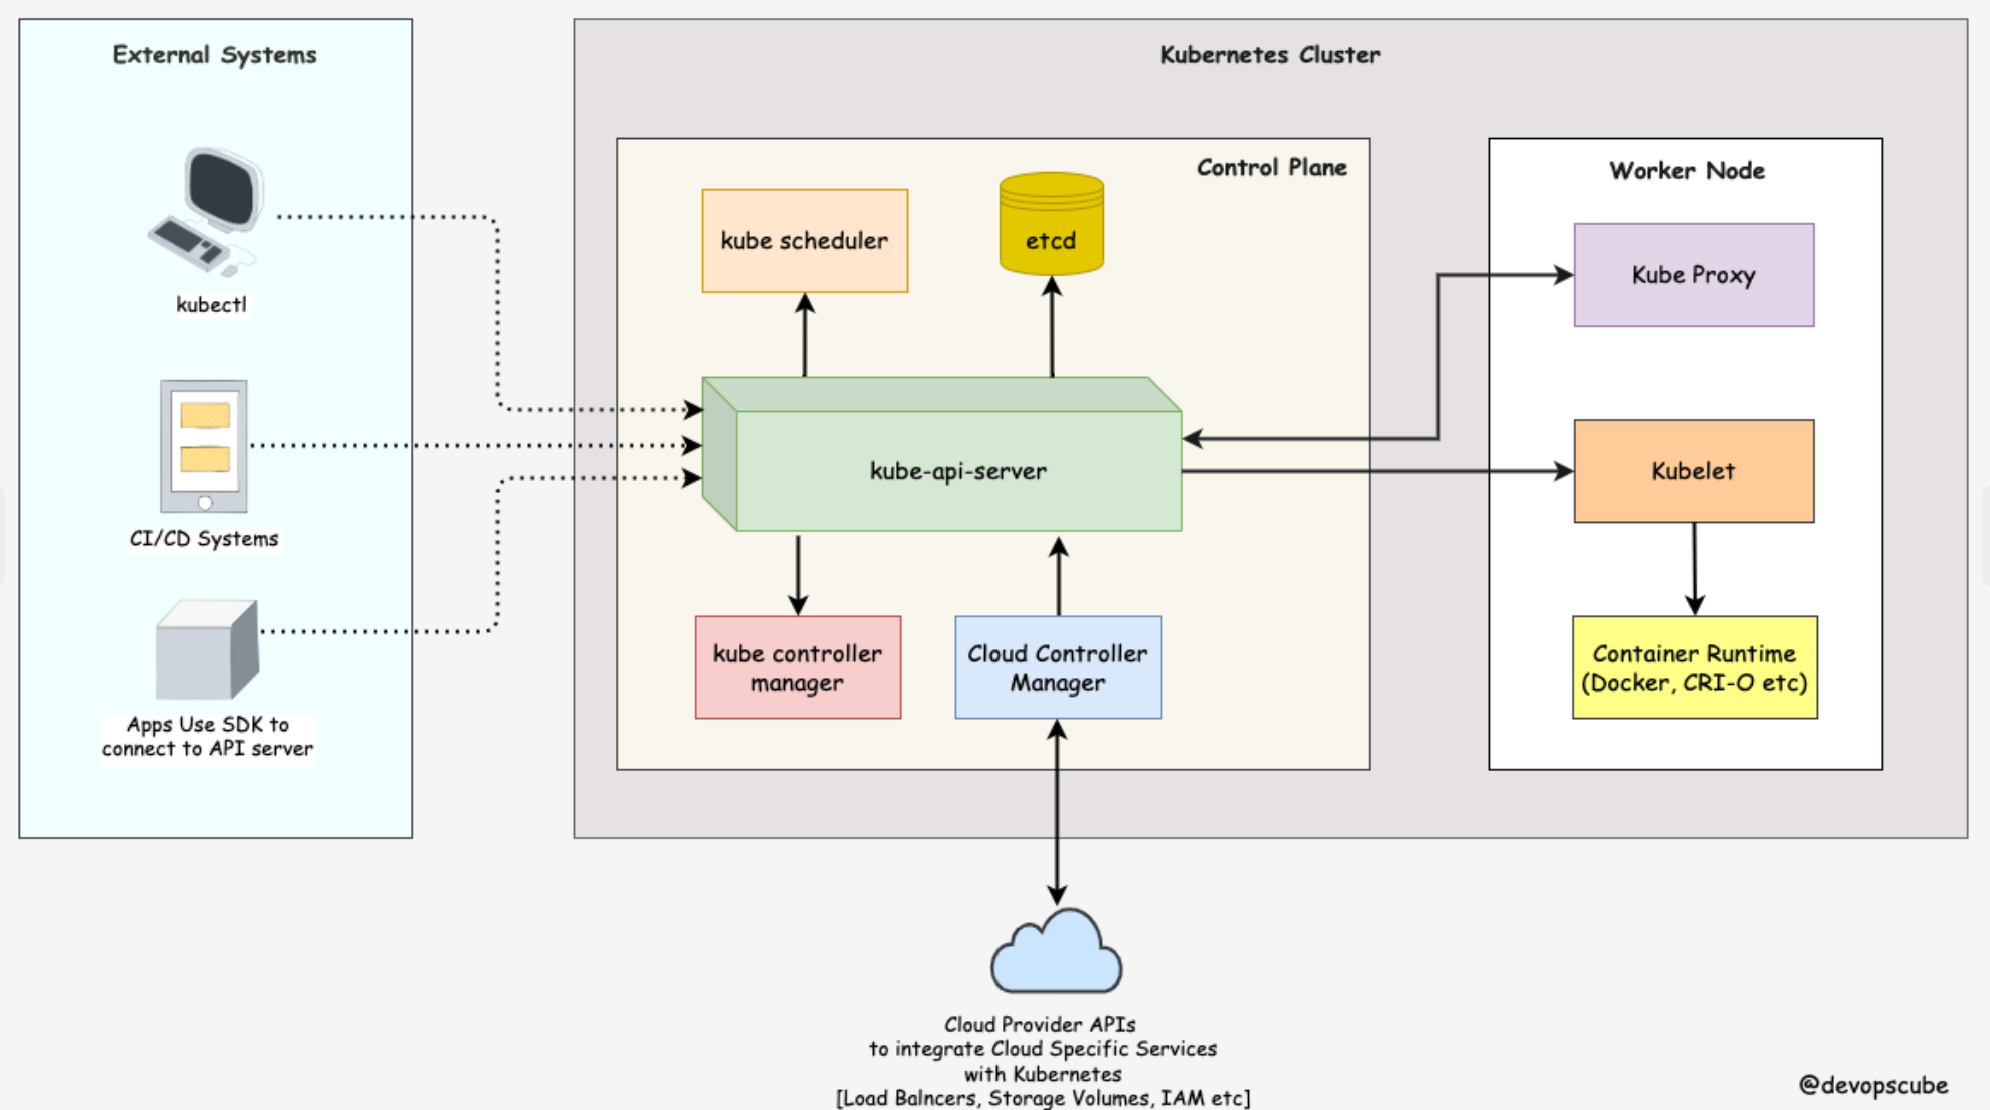 External Systems
kubectl
CI/CD Systems
Apps Use SDK to
connect to API server
Kubernetes Cluster
Control Plane
kube scheduler
etcd
kube-api-server
kube controller
manager
Cloud Controller
Manager
Worker Node
Kube Proxy
Kubelet
Container Runtime
(Docker, CRI-O etc)
Cloud Provider APIs
to integrate Cloud Specific Services
with Kubernetes
[Load Balncers, Storage Volumes, IAM etc]
@devopscube